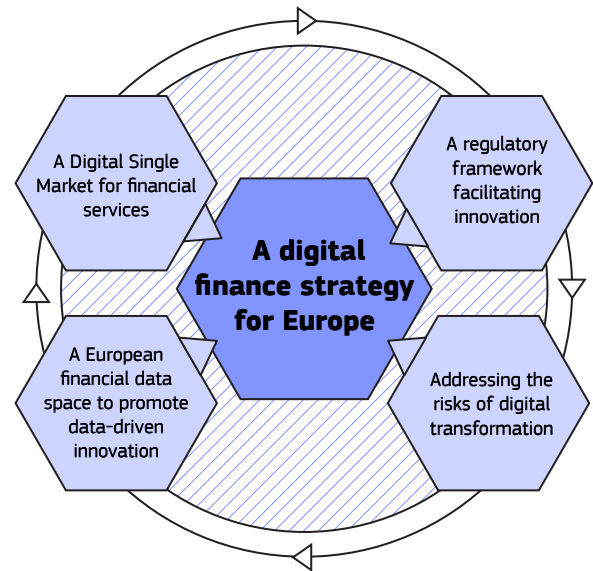 A Digital Single
Market for financial
services
A regulatory
framework
facilitating
innovation
A digital
finance strategy
for Europe
A European
financial data
space to promote
data-driven
innovation
Addressing the
risks of digital
transformation